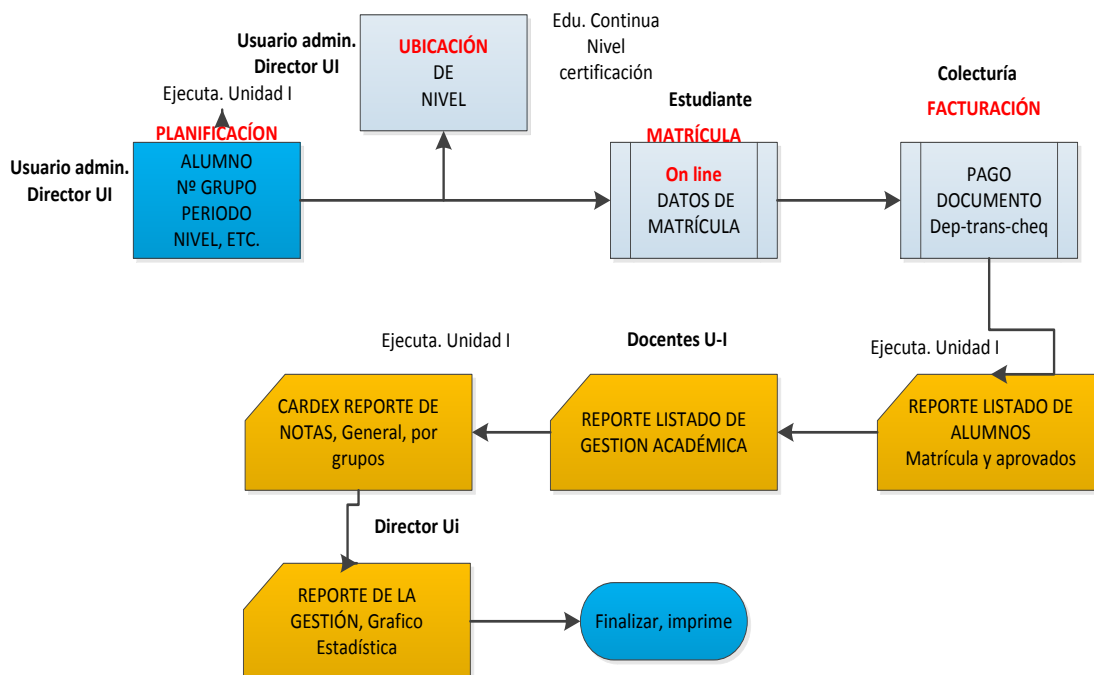 Usuario admin.
Director UI
UBICACIÓN
DE
NIVEL
Edu. Continua
Nivel
certificación
Ejecuta. Unidad I
PLANIFICACÍON
Usuario admin.
Director UI
ALUMNO
Nº GRUPO
PERIODO
NIVEL, ETC.
Estudiante
MATRÍCULA
On line
DATOS DE
MATRÍCULA
Colecturía
FACTURACIÓN
PAGO
DOCUMENTO
Dep-trans-cheq
Ejecuta. Unidad I
REPORTE LISTADO DE
ALUMNOS
Matrícula y aprovados
Docentes U-I
REPORTE LISTADO DE
GESTION ACADÉMICA
Ejecuta. Unidad I
CARDEX REPORTE DE
NOTAS, General, por
grupos
Director Ui
REPORTE DE LA
GESTIÓN, Grafico
Estadística
Finalizar, imprime